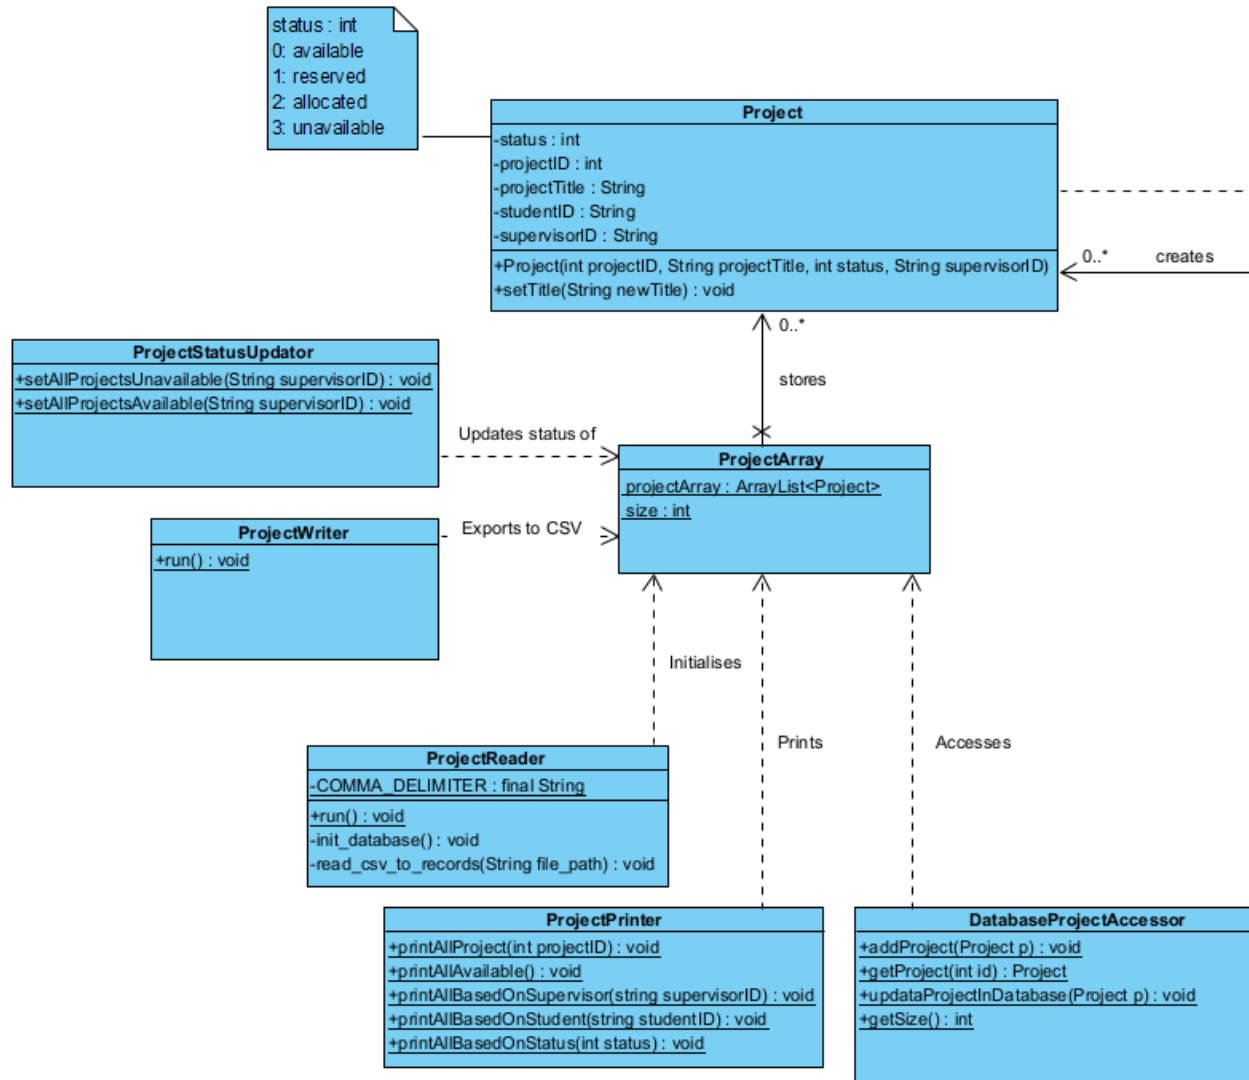 status : int
0: available
1: reserved
2: allocated
3: unavailable
Project
-status : int
-projectID : int
-projectTitle : String
-studentID : String
-supervisorID : String
+Project(int projectID, String projectTitle, int status, String supervisorID)
+setTitle(String newTitle) : void
0..*
creates
0..*
stores
ProjectStatusUpdator
+setAllProjectsUnavailable(String supervisorID) : void
+setAllProjectsAvailable(String supervisorID) : void
Updates status of
ProjectArray
projectArray : ArrayList<Project>
size : int
ProjectWriter
+run() : void
Exports to CSV
Initialises
Prints
Accesses
ProjectReader
-COMMA_DELIMITER : final String
+run() : void
-init_database() : void
-read_csv_to_records(String file_path) : void
ProjectPrinter
+printAllProject(int projectID) : void
+printAllAvailable() : void
+printAllBasedOnSupervisor(string supervisorID) : void
+printAllBasedOnStudent(string studentID) : void
+printAllBasedOnStatus(int status) : void
DatabaseProjectAccessor
+addProject(Project p) : void
+getProject(int id) : Project
+updataProjectInDatabase(Project p) : void
+getSize() : int